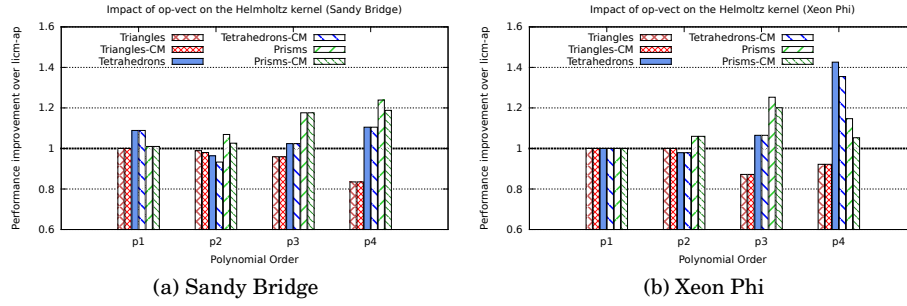 Impact of op-vect on the Helmholtz kernel (Sandy Bridge)
Performance improvement over licm-ap
1.6
1.4
1.2
1
0.8
0.6
Triangles
Triangles-CM
Tetrahedrons
Tetrahedrons-CM
Prisms
Prisms-CM
p1 p2 p3 p4
Polynomial Order
(a) Sandy Bridge
Impact of op-vect on the Helmholtz kernel (Xeon Phi)
Performance improvement over licm-ap
1.6
1.4
1.2
1
0.8
0.6
Triangles
Triangles-CM
Tetrahedrons
Tetrahedrons-CM
Prisms
Prisms-CM
p1 p2 p3 p4
Polynomial Order
(b) Xeon Phi